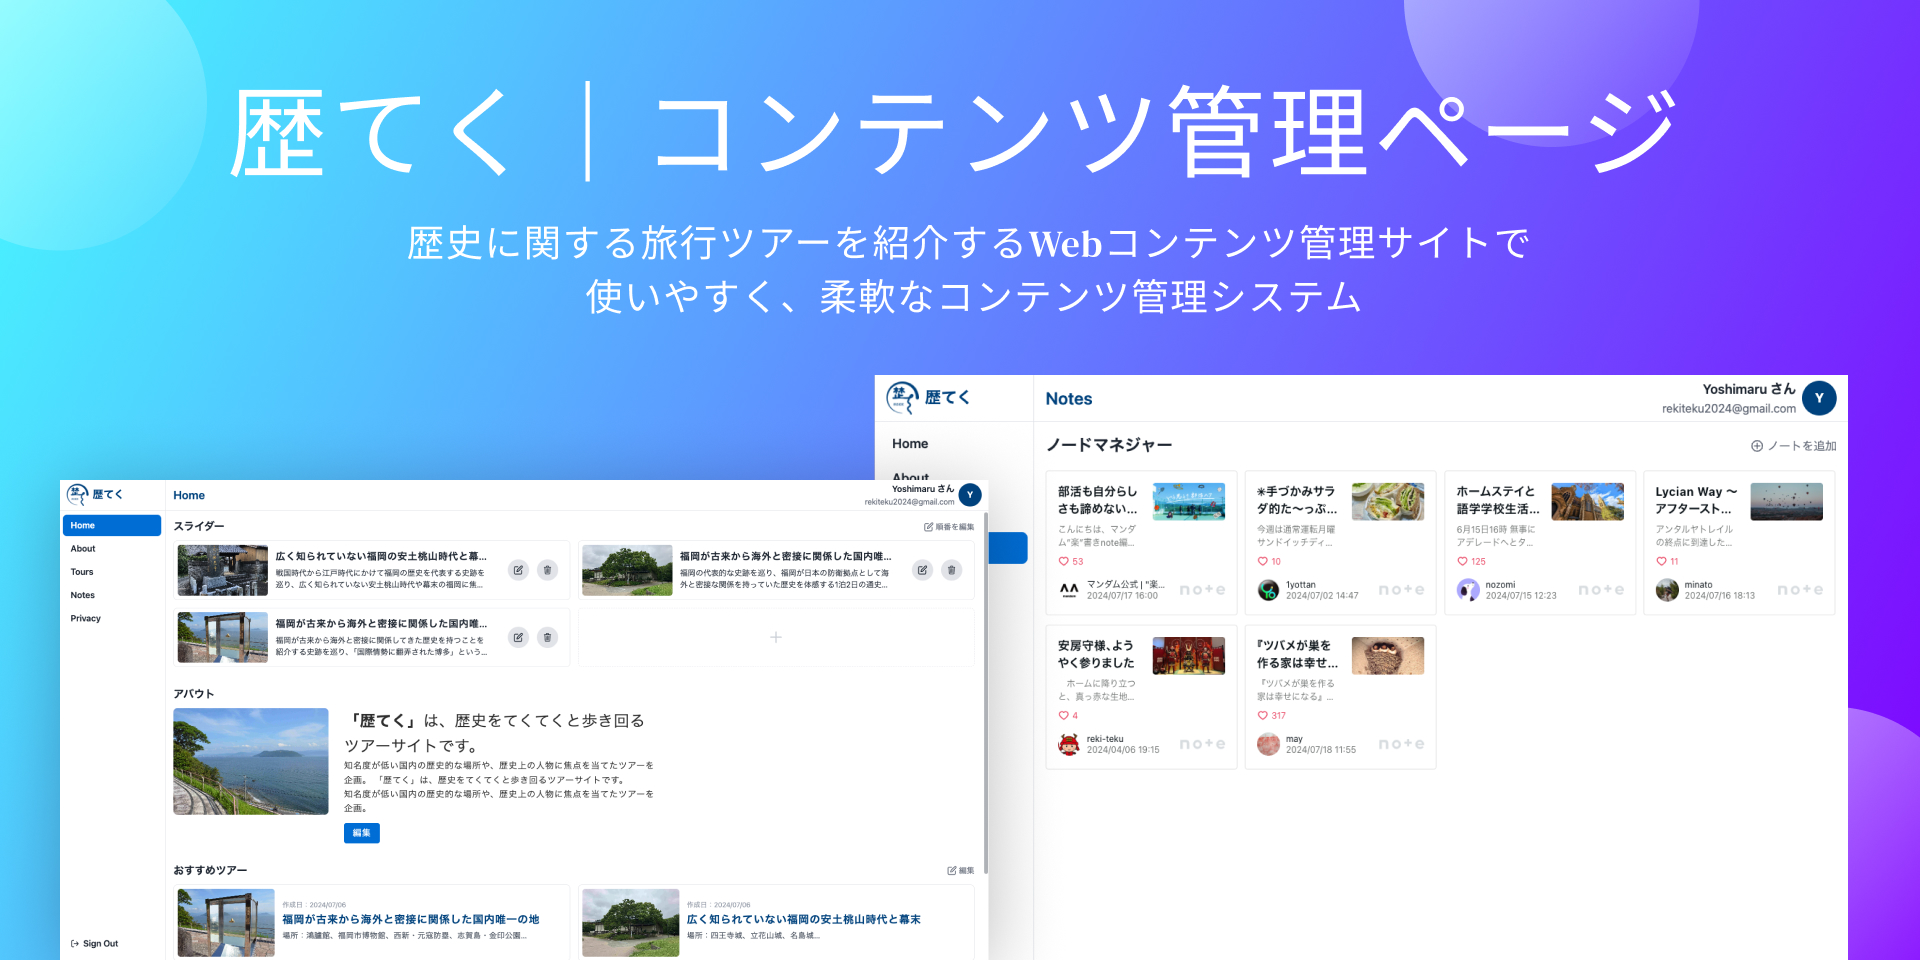 歴てく｜コンテンツ管理ページ
歴史に関する旅行ツアーを紹介するWebコンテンツ管理サイトで
使いやすく、柔軟なコンテンツ管理システム
歴てく
Home
Yoshimaru さん
rekiteku2024@gmail.com
Y
Home
About
Tours
Notes
Privacy
Sign Out
スライダー
順番を編集
広く知られていない福岡の安土桃山時代と幕...
戦国時代から江戸時代にかけて福岡の歴史を代表する史跡を
巡り、広く知られていない安土桃山時代や幕末の福岡に焦...
福岡が古来から海外と密接に関係した国内唯...
福岡の代表的な史跡を巡り、福岡が日本の防衛拠点として海
外と密接な関係を持っていた歴史を体感する1泊2日の通史...
福岡が古来から海外と密接に関係した国内唯...
福岡が古来から海外と密接に関係してきた歴史を持つことを
紹介する史跡を巡り、「国際情勢に翻弄された博多」という...
アバウト
「歴てく」は、歴史をてくてくと歩き回る
ツアーサイトです。
知名度が低い国内の歴史的な場所や、歴史上の人物に焦点を当てたツアーを
企画。 「歴てく」は、歴史をてくてくと歩き回るツアーサイトです。
知名度が低い国内の歴史的な場所や、歴史上の人物に焦点を当てたツアーを
企画。
編集
おすすめツアー
編集
作成日：2024/07/06
福岡が古来から海外と密接に関係した国内唯一の地
場所：鴻臚館、福岡市博物館、西新・元寇防塁、志賀島・金印公園...
作成日：2024/07/06
広く知られていない福岡の安土桃山時代と幕末
場所：四王寺城、立花山城、名島城...
歴てく
Notes
Yoshimaru さん
rekiteku2024@gmail.com
Y
Home
About
ノードマネジャー
ノートを追加
部活も自分らし
さも諦めない...
こんにちは、マンダ
ム"楽"書きnote編...
53
マンダム公式 | "楽...
2024/07/17 16:00
note
☀手づかみサラ
ダ的た〜っぷ...
今週は通常運転月曜
サンドイッチディ...
10
1yottan
2024/07/02 14:47
note
ホームステイと
語学学校生活...
6月15日16時 無事に
アデレードへとタ...
125
nozomi
2024/07/15 12:23
note
Lycian Way 〜
アフタースト...
アンタルヤトレイル
の終点に到達した...
11
minato
2024/07/16 18:13
note
安房守様、よう
やく参りました
ホームに降り立つ
と、真っ赤な生地...
4
reki-teku
2024/04/06 19:15
note
『ツバメが巣を
作る家は幸せ...
『ツバメが巣を作る
家は幸せになる』...
317
may
2024/07/18 11:55
note